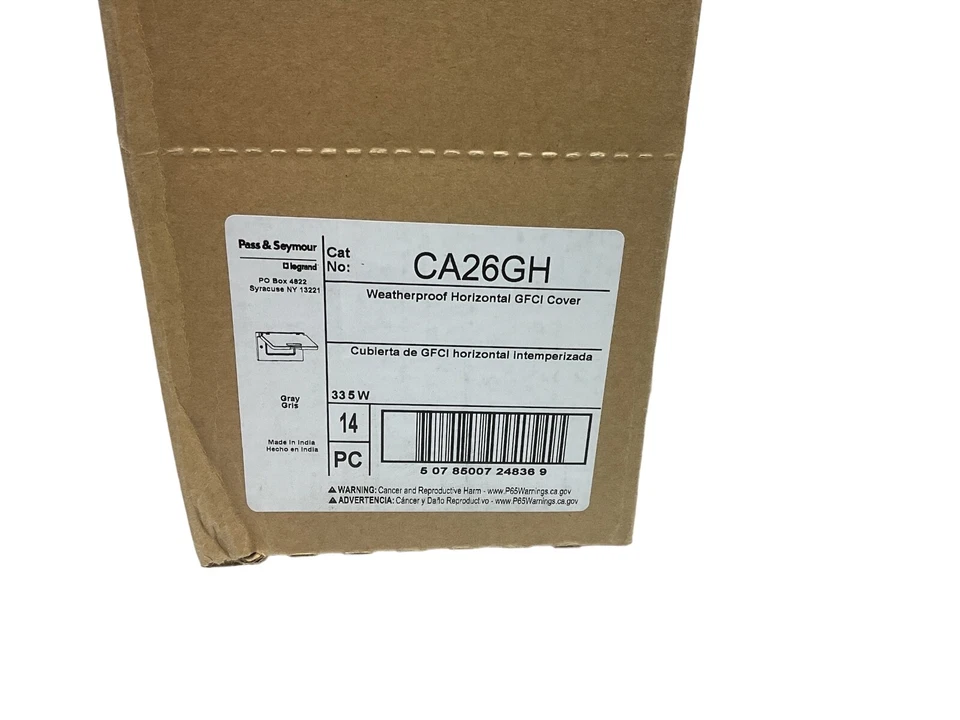 Pass & Seymour
legrand
PO Box 4822
Syracuse NY 13221
Gray
Gris
Made in India
Hecho en India
Cat
No:
CA26GH
Weatherproof Horizontal GFCI Cover
Cubierta de GFCI horizontal intemperizada
335W
14
PC
5 07 85007 24836 9
WARNING: Cancer and Reproductive Harm - www.P65Warnings.ca.gov
ADVERTENCIA: Cáncer y Daño Reproductivo - www.P65Warnings.ca.gov